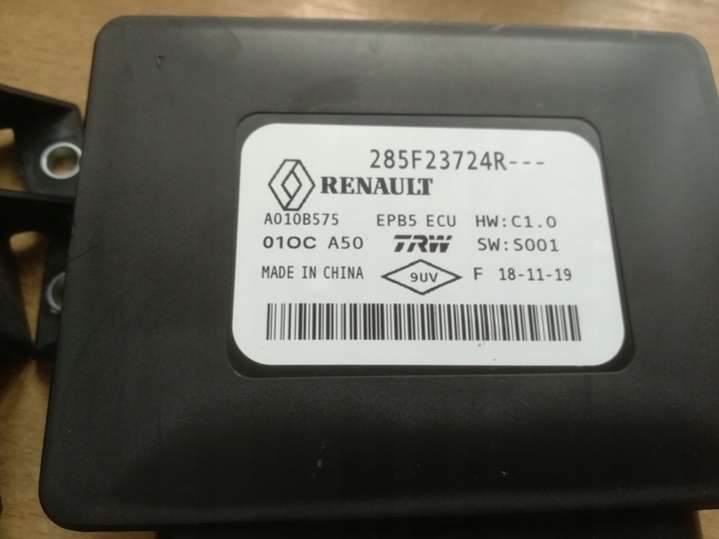 285F23724R---
RENAULT
A010B575 EPB5 ECU HW:C1.0
010C A50 TRW SW:S001
MADE IN CHINA 9UV F 18-11-19